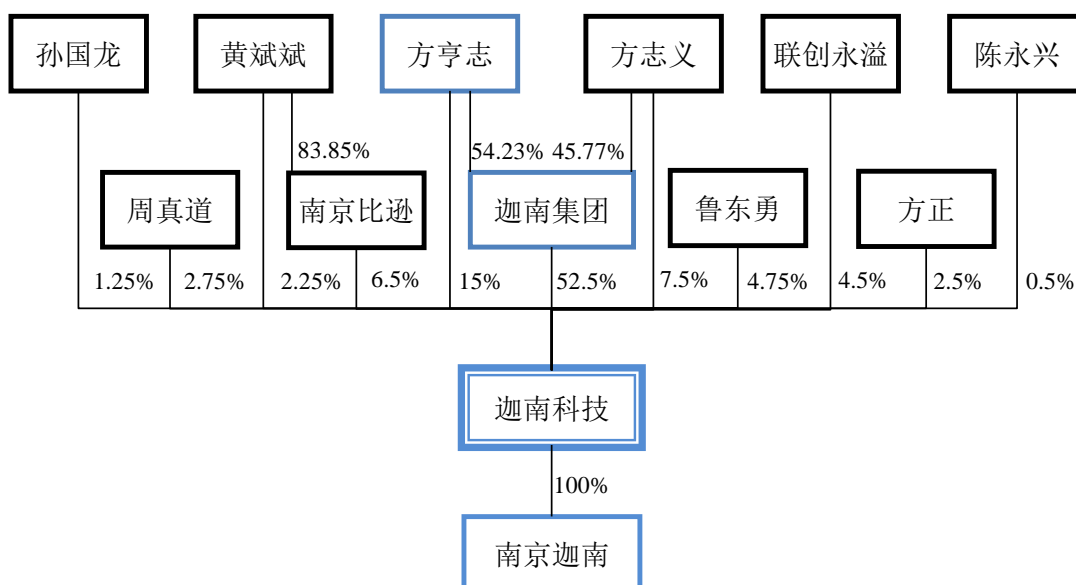 孙国龙
黄斌斌
方亨志
方志义
联创永溢
陈永兴
83.85%
54.23%
45.77%
周真道
南京比逊
迦南集团
鲁东勇
方正
1.25%
2.75%
2.25%
6.5%
15%
52.5%
7.5%
4.75%
4.5%
2.5%
0.5%
迦南科技
100%
南京迦南